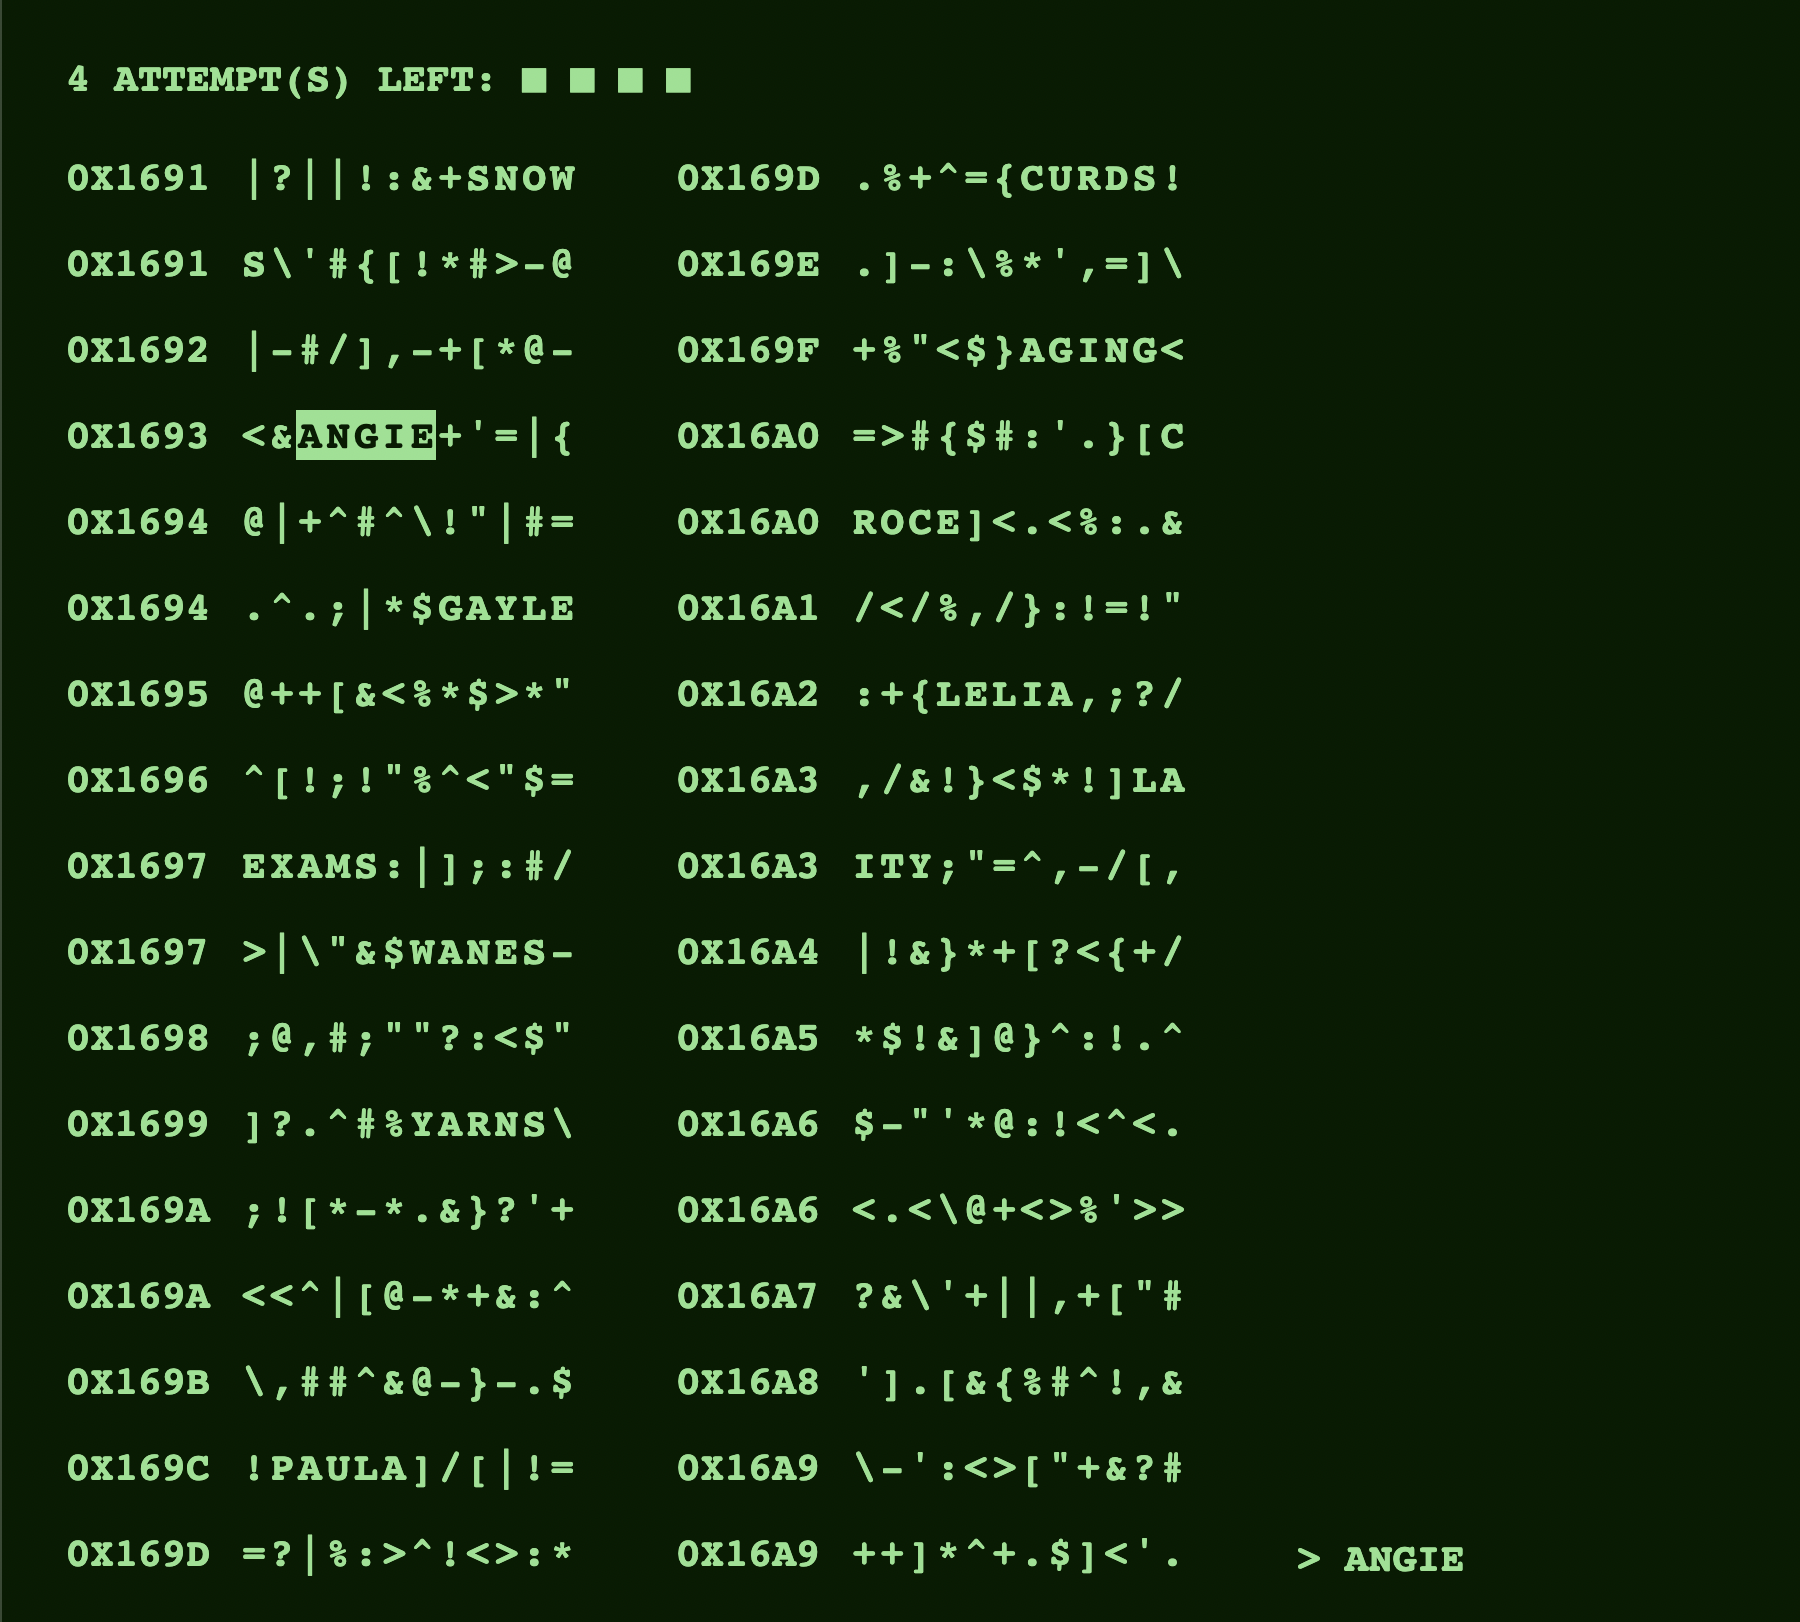 4 ATTEMPT(S) LEFT: ■ ■ ■ ■
0X1691 |?||!:&+SNOW
0X1691 S\'#{[!*#>-@
0X1692 |-#/],-+[*@-
0X1693 <&ANGIE+'=|{
0X1694 @|+^#^\!"|#=
0X1694 .^.;|*$GAYLE
0X1695 @++[&<%*$>*"
0X1696 ^[!;!"%^<"$=
0X1697 EXAMS:|];:#/
0X1697 >|\"&$WANES-
0X1698 ;@,#;""?:<$"
0X1699 ]?.^#%YARNS\
0X169A ;![*-*.&}?'+
0X169A <<^|[@-*+&:^
0X169B \,##^&@-}-.$
0X169C !PAULA]/[|!=
0X169D =?|%:>^!<>:*
0X169D .%+^={CURDS!
0X169E .]-:\%*',=]\
0X169F +%"<$}AGING<
0X16A0 =>#{$#:'.}[C
0X16A0 ROCE]<.<%:.&
0X16A1 /</%,/}:!=!"
0X16A2 :+{LELIA,;?/
0X16A3 ,/&!}<$*!]LA
0X16A3 ITY;"=^,-/[,
0X16A4 |!&}*+[?<{+/
0X16A5 *$!&]@}^:!.^
0X16A6 $-"'*@:!<^<.
0X16A6 <.<\@+<>%'>>
0X16A7 ?&\'+||,+["#
0X16A8 '].[&{%#^!,&
0X16A9 \-':<>["+&?#
0X16A9 ++]*^+.$]<'.
> ANGIE